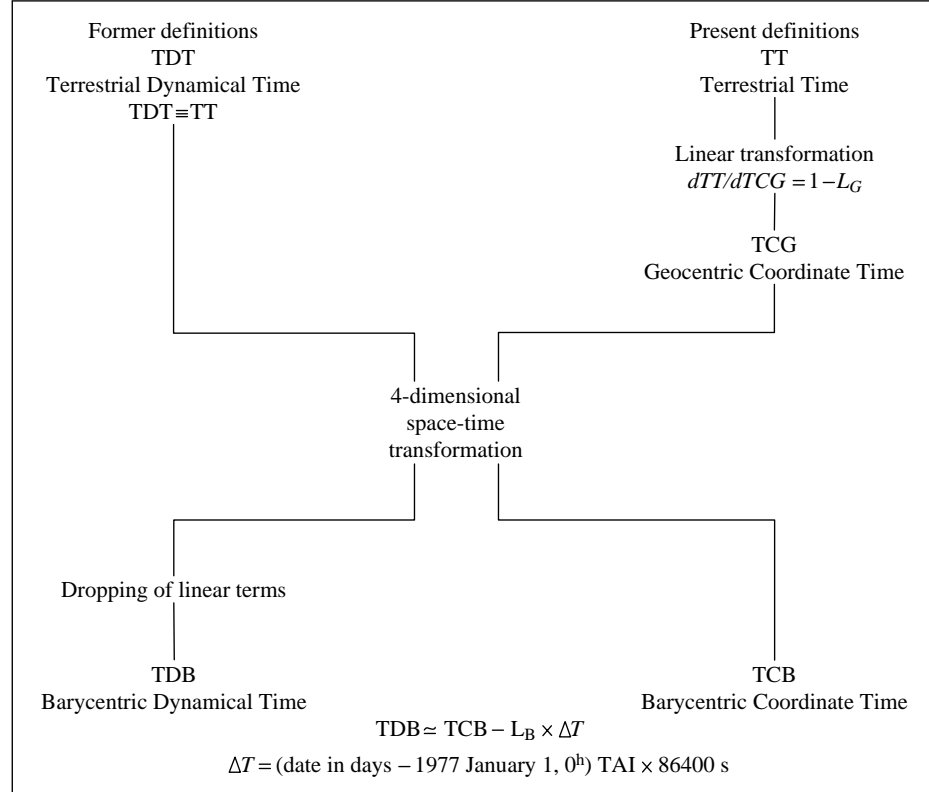 Former definitions
TDT
Terrestrial Dynamical Time
TDT≡TT
Present definitions
TT
Terrestrial Time
Linear transformation
dTT/dTCG = 1−L_G
TCG
Geocentric Coordinate Time
4-dimensional
space-time
transformation
Dropping of linear terms
TDB
Barycentric Dynamical Time
TCB
Barycentric Coordinate Time
TDB ≃ TCB − L_B × ΔT
ΔT = (date in days − 1977 January 1, 0^h) TAI × 86400 s